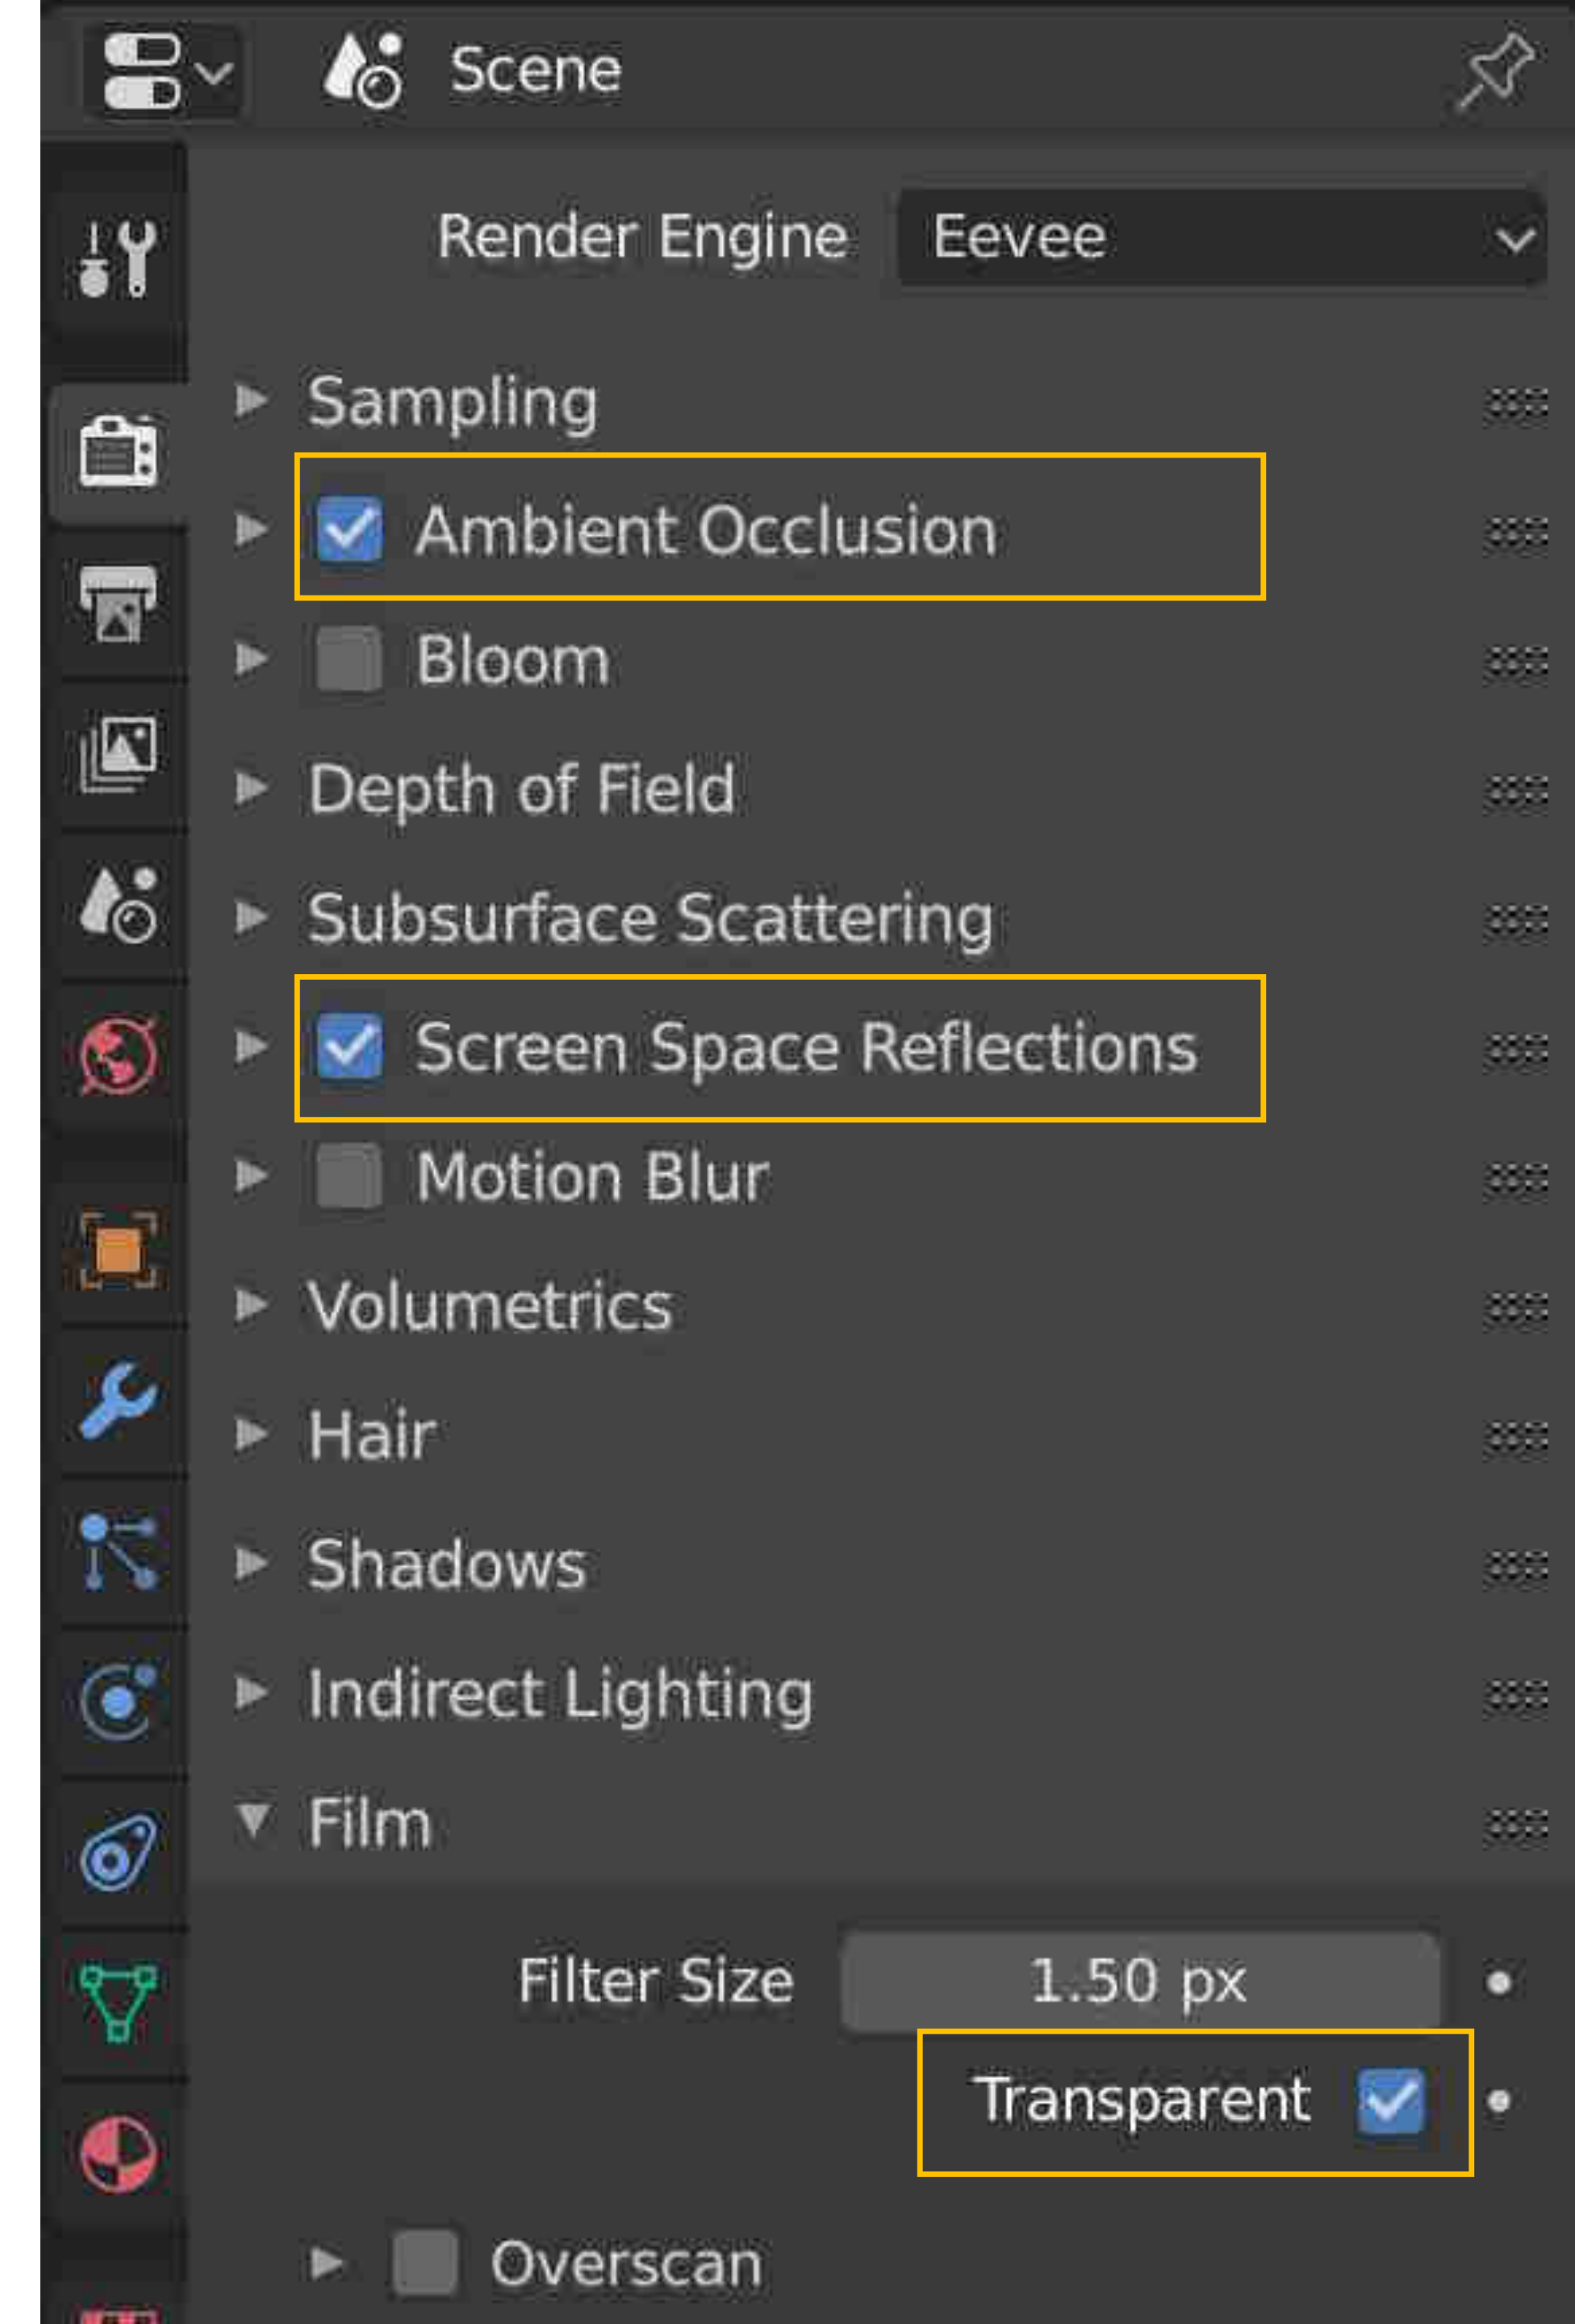 Scene
Render Engine Eevee
Sampling
Ambient Occlusion
Bloom
Depth of Field
Subsurface Scattering
Screen Space Reflections
Motion Blur
Volumetrics
Hair
Shadows
Indirect Lighting
Film
Filter Size 1.50 px
Transparent
Overscan